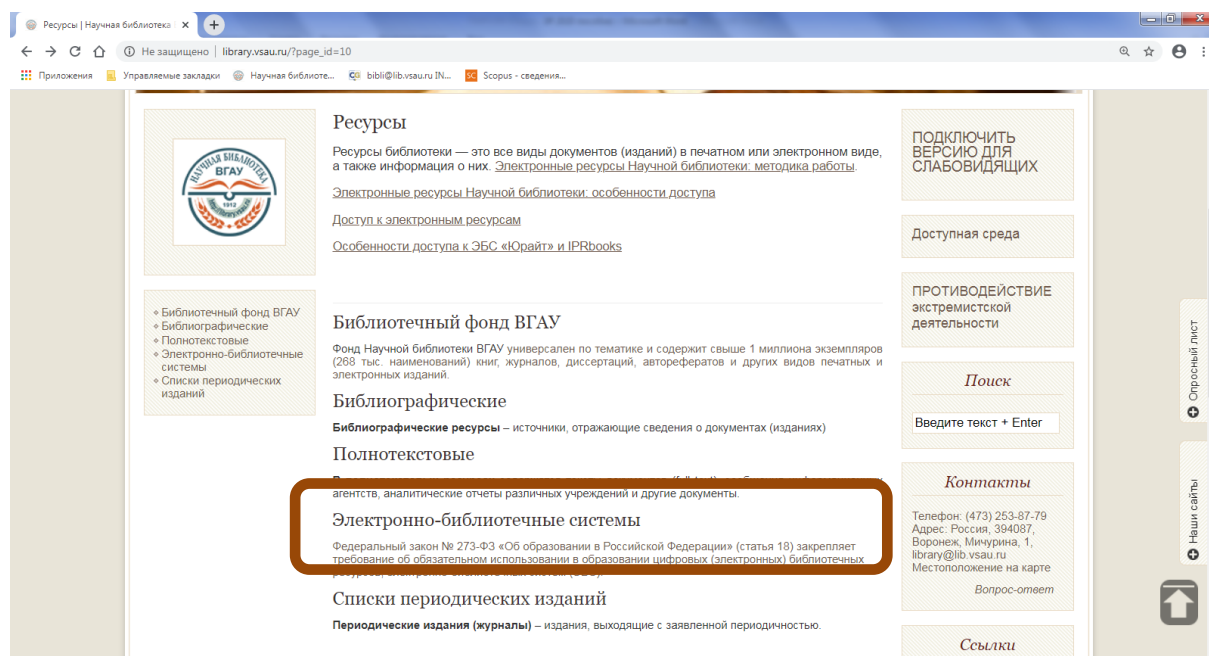 Ресурсы | Научная библиотека
Не защищено | library.vsau.ru/?page_id=10
Приложения Управляемые закладки Научная библиоте... bibli@lib.vsau.ru IN... Scopus - сведения...
НАУЧНАЯ БИБЛИОТЕКА
ВГАУ
1912
Библиотечный фонд ВГАУ
Библиографические
Полнотекстовые
Электронно-библиотечные
системы
Списки периодических
изданий
Ресурсы
Ресурсы библиотеки — это все виды документов (изданий) в печатном или электронном виде,
а также информация о них. Электронные ресурсы Научной библиотеки: методика работы.
Электронные ресурсы Научной библиотеки: особенности доступа
Доступ к электронным ресурсам
Особенности доступа к ЭБС «Юрайт» и IPRbooks
Библиотечный фонд ВГАУ
Фонд Научной библиотеки ВГАУ универсален по тематике и содержит свыше 1 миллиона экземпляров
(268 тыс. наименований) книг, журналов, диссертаций, авторефератов и других видов печатных и
электронных изданий.
Библиографические
Библиографические ресурсы – источники, отражающие сведения о документах (изданиях)
Полнотекстовые
агентств, аналитические отчеты различных учреждений и другие документы.
Электронно-библиотечные системы
Федеральный закон № 273-ФЗ «Об образовании в Российской Федерации» (статья 18) закрепляет
требование об обязательном использовании в образовании цифровых (электронных) библиотечных
Списки периодических изданий
Периодические издания (журналы) – издания, выходящие с заявленной периодичностью.
ПОДКЛЮЧИТЬ
ВЕРСИЮ ДЛЯ
СЛАБОВИДЯЩИХ
Доступная среда
ПРОТИВОДЕЙСТВИЕ
экстремистской
деятельности
Поиск
Введите текст + Enter
Контакты
Телефон: (473) 253-87-79
Адрес: Россия, 394087,
Воронеж, Мичурина, 1,
library@lib.vsau.ru
Местоположение на карте
Вопрос-ответ
Ссылки
Опросный лист
Наши сайты